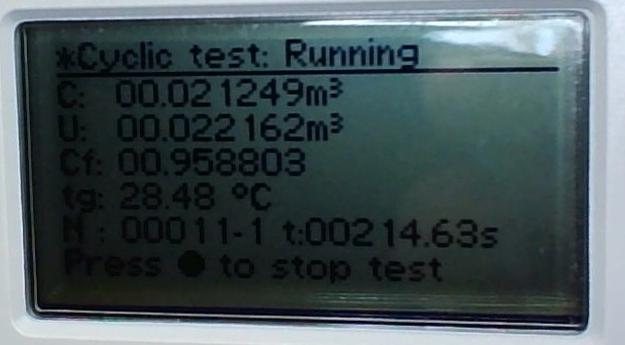 *Cyclic test: Running
C: 00.021249m³
U: 00.022162m³
Cf: 00.958803
tg: 28.48 °C
N : 00011-1 t:00214.63s
Press ● to stop test